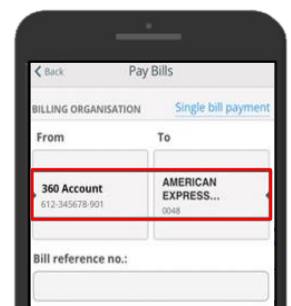 Back
Pay Bills
BILLING ORGANISATION
Single bill payment
From
To
360 Account
612-345678-901
AMERICAN
EXPRESS...
0048
Bill reference no.: